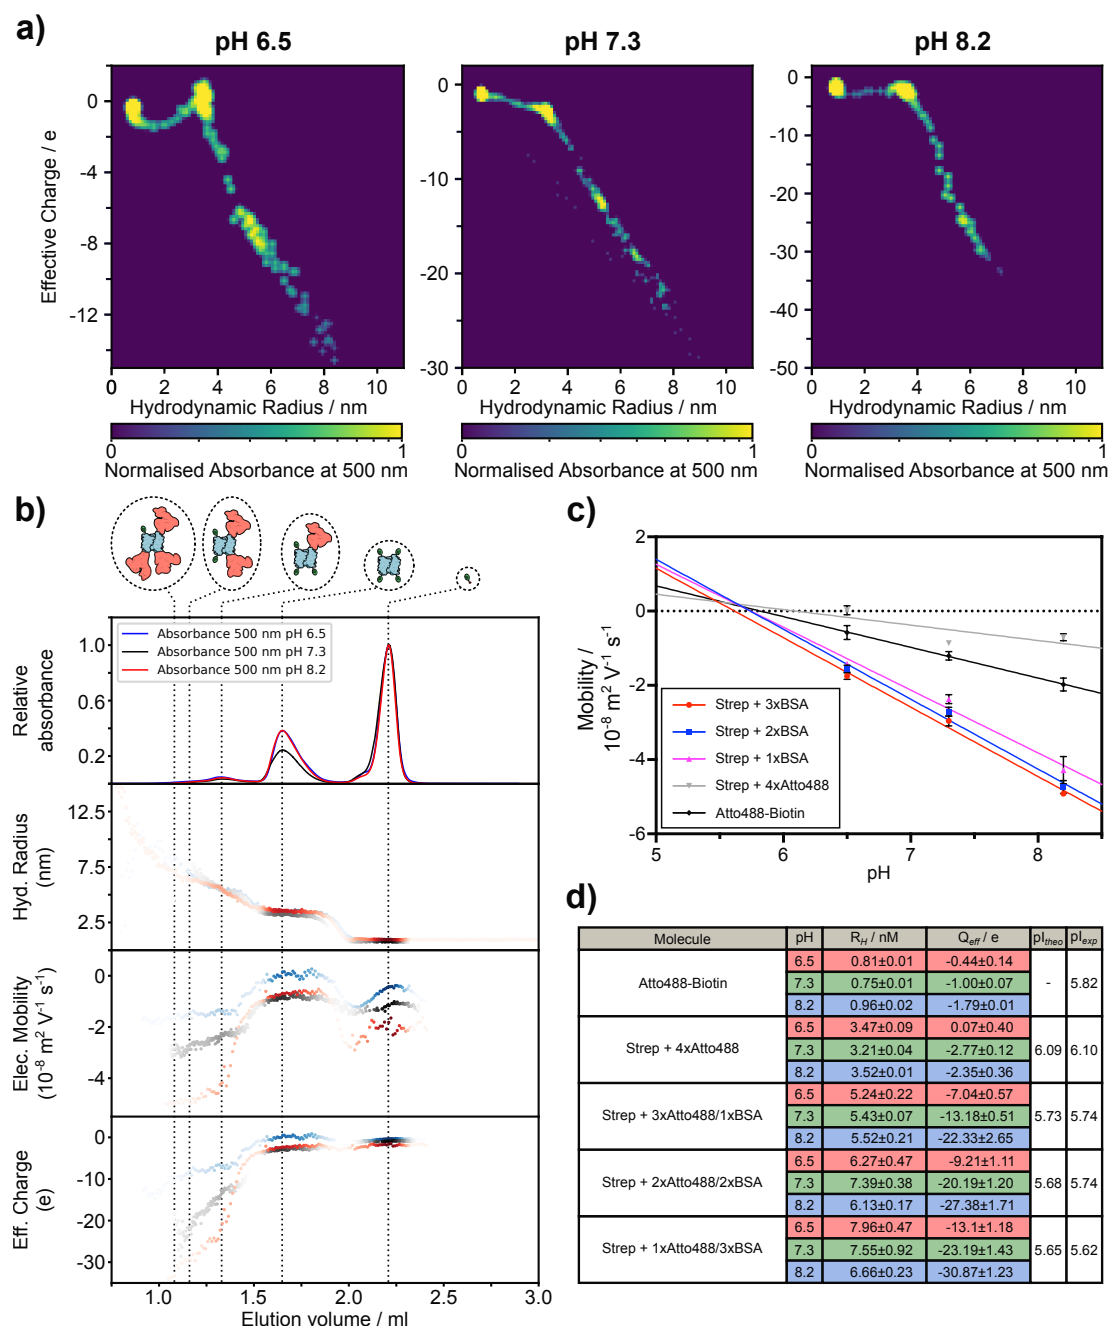 a)
pH 6.5
pH 7.3
pH 8.2
Effective Charge / e
0
-4
-8
-12
0 2 4 6 8 10
Hydrodynamic Radius / nm
0 1
Normalised Absorbance at 500 nm
0
-10
-20
-30
0 2 4 6 8 10
Hydrodynamic Radius / nm
0 1
Normalised Absorbance at 500 nm
0
-10
-20
-30
-40
-50
0 2 4 6 8 10
Hydrodynamic Radius / nm
0 1
Normalised Absorbance at 500 nm
b)
Relative
absorbance
1.0
0.6
0.2
Absorbance 500 nm pH 6.5
Absorbance 500 nm pH 7.3
Absorbance 500 nm pH 8.2
Hyd. Radius
(nm)
12.5
7.5
2.5
Elec. Mobility
(10⁻⁸ m² V⁻¹ s⁻¹)
0
-2
-4
Eff. Charge
(e)
0
-10
-20
-30
1.0 1.5 2.0 2.5 3.0
Elution volume / ml
c)
Mobility /
10⁻⁸ m² V⁻¹ s⁻¹
2
0
-2
-4
-6
Strep + 3xBSA
Strep + 2xBSA
Strep + 1xBSA
Strep + 4xAtto488
Atto488-Biotin
5 6 7 8
pH
d)
Molecule pH R_H / nM Q_eff / e pI_theo pI_exp
Atto488-Biotin - 5.82
6.5 0.81±0.01 -0.44±0.14
7.3 0.75±0.01 -1.00±0.07
8.2 0.96±0.02 -1.79±0.01
Strep + 4xAtto488 6.09 6.10
6.5 3.47±0.09 0.07±0.40
7.3 3.21±0.04 -2.77±0.12
8.2 3.52±0.01 -2.35±0.36
Strep + 3xAtto488/1xBSA 5.73 5.74
6.5 5.24±0.22 -7.04±0.57
7.3 5.43±0.07 -13.18±0.51
8.2 5.52±0.21 -22.33±2.65
Strep + 2xAtto488/2xBSA 5.68 5.74
6.5 6.27±0.47 -9.21±1.11
7.3 7.39±0.38 -20.19±1.20
8.2 6.13±0.17 -27.38±1.71
Strep + 1xAtto488/3xBSA 5.65 5.62
6.5 7.96±0.47 -13.1±1.18
7.3 7.55±0.92 -23.19±1.43
8.2 6.66±0.23 -30.87±1.23